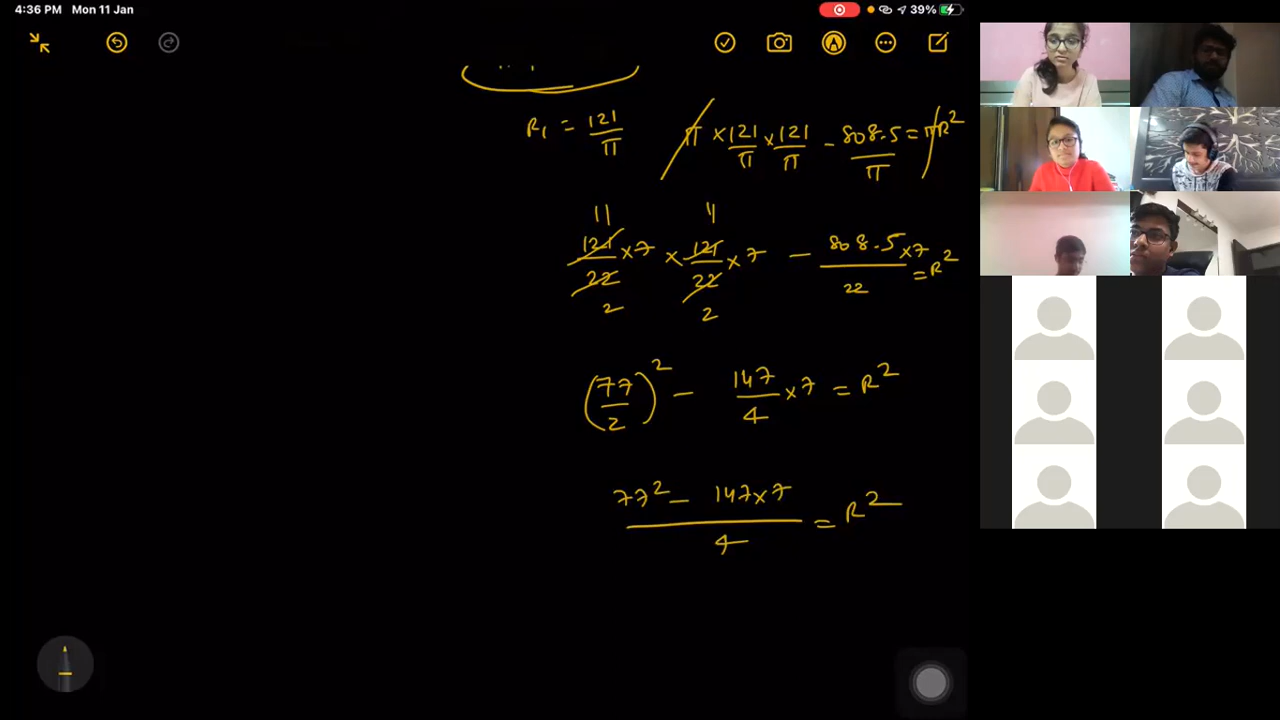 4:36 PM Mon 11 Jan
39%
R₁ = 121/π
π × 121/π × 121/π - 808.5/π = πR²
11 11
121/22 × 7 × 121/22 × 7 - 808.5 × 7/22 = R²
2 2
(77/2)² - 147/4 × 7 = R²
77² - 147 × 7 / 4 = R²